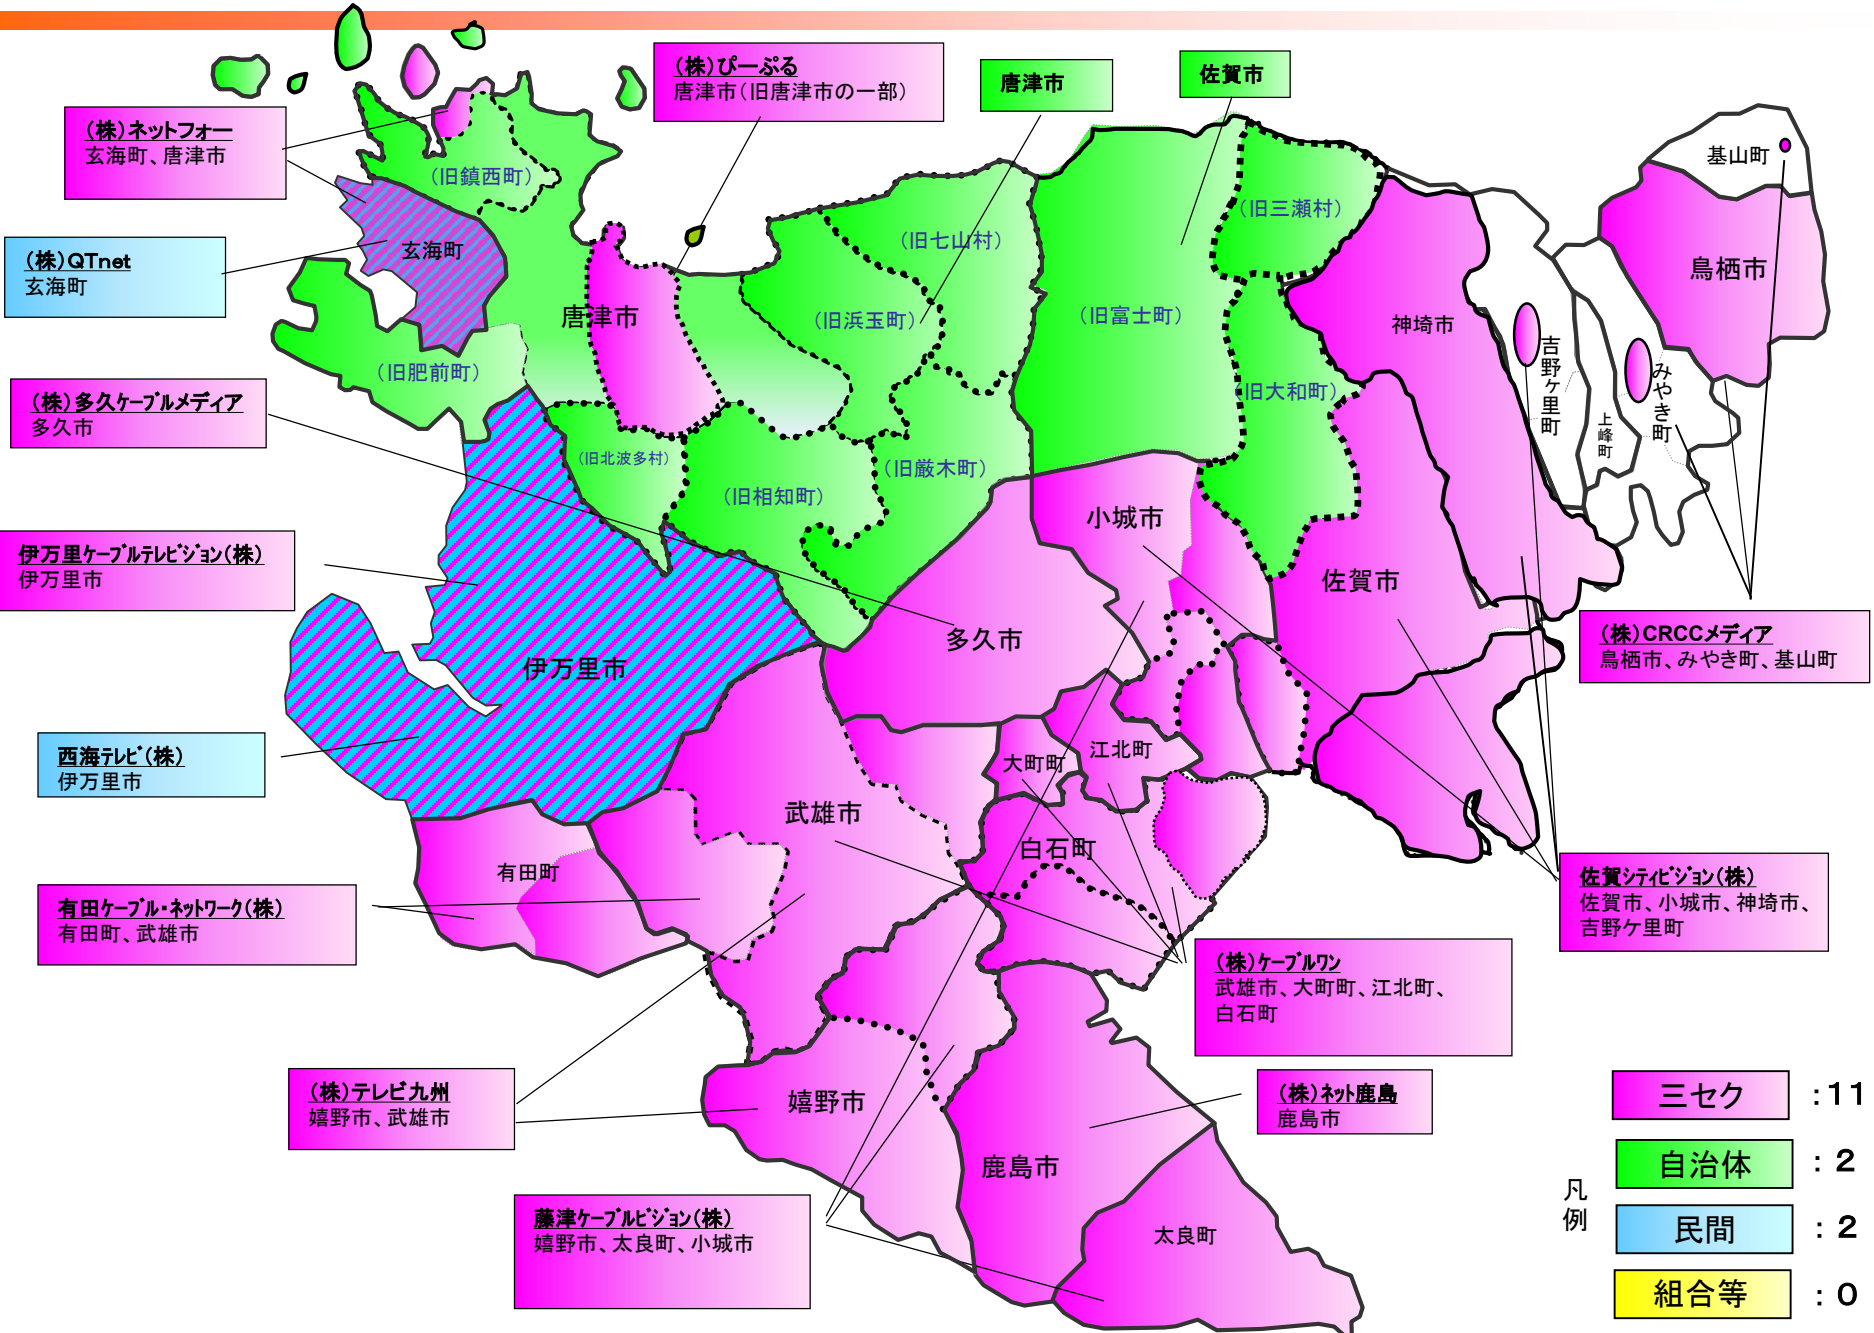 (株)ぴーぷる
唐津市(旧唐津市の一部)
唐津市
佐賀市
(株)ネットフォー
玄海町、唐津市
(株)QTnet
玄海町
(株)多久ケーブルメディア
多久市
伊万里ケーブルテレビジョン(株)
伊万里市
西海テレビ(株)
伊万里市
有田ケーブル・ネットワーク(株)
有田町、武雄市
(株)テレビ九州
嬉野市、武雄市
藤津ケーブルビジョン(株)
嬉野市、太良町、小城市
(株)ネット鹿島
鹿島市
(株)ケーブルワン
武雄市、大町町、江北町、
白石町
佐賀シティビジョン(株)
佐賀市、小城市、神埼市、
吉野ケ里町
(株)CRCCメディア
鳥栖市、みやき町、基山町
(旧鎮西町)
玄海町
(旧肥前町)
唐津市
(旧七山村)
(旧浜玉町)
(旧北波多村)
(旧相知町)
(旧厳木町)
(旧富士町)
(旧三瀬村)
(旧大和町)
神埼市
吉野ヶ里町
上峰町
みやき町
基山町
鳥栖市
小城市
佐賀市
多久市
伊万里市
大町町
江北町
白石町
武雄市
有田町
嬉野市
鹿島市
太良町
凡例
三セク :11
自治体 :2
民間 :2
組合等 :0